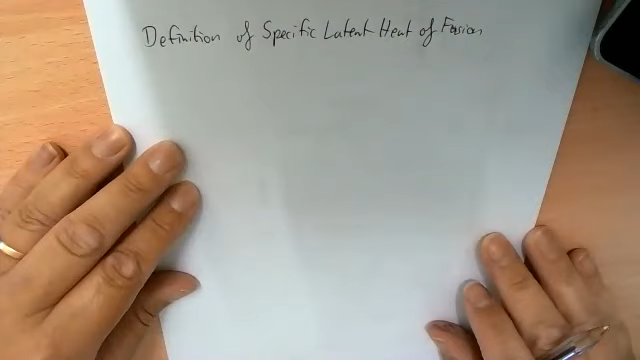 Definition of Specific Latent Heat of Fusion